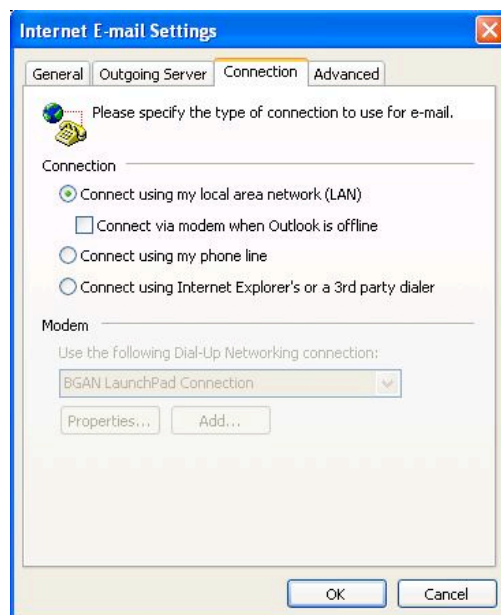 Internet E-mail Settings
General Outgoing Server Connection Advanced
Please specify the type of connection to use for e-mail.
Connection
Connect using my local area network (LAN)
Connect via modem when Outlook is offline
Connect using my phone line
Connect using Internet Explorer's or a 3rd party dialer
Modem
Use the following Dial-Up Networking connection:
BGAN LaunchPad Connection
Properties... Add...
OK Cancel